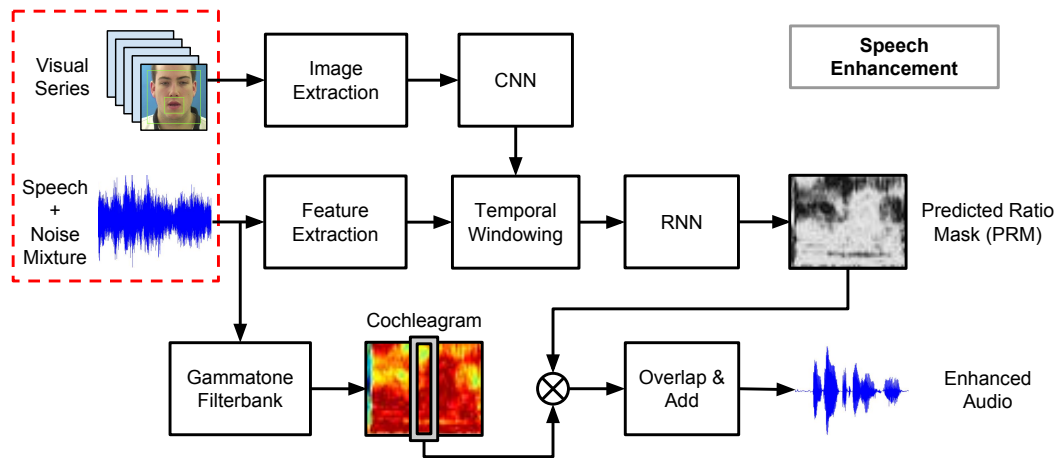 Visual
Series
Image
Extraction
CNN
Speech
Enhancement
Speech
+
Noise
Mixture
Feature
Extraction
Temporal
Windowing
RNN
Predicted Ratio
Mask (PRM)
Cochleagram
Gammatone
Filterbank
Overlap &
Add
Enhanced
Audio